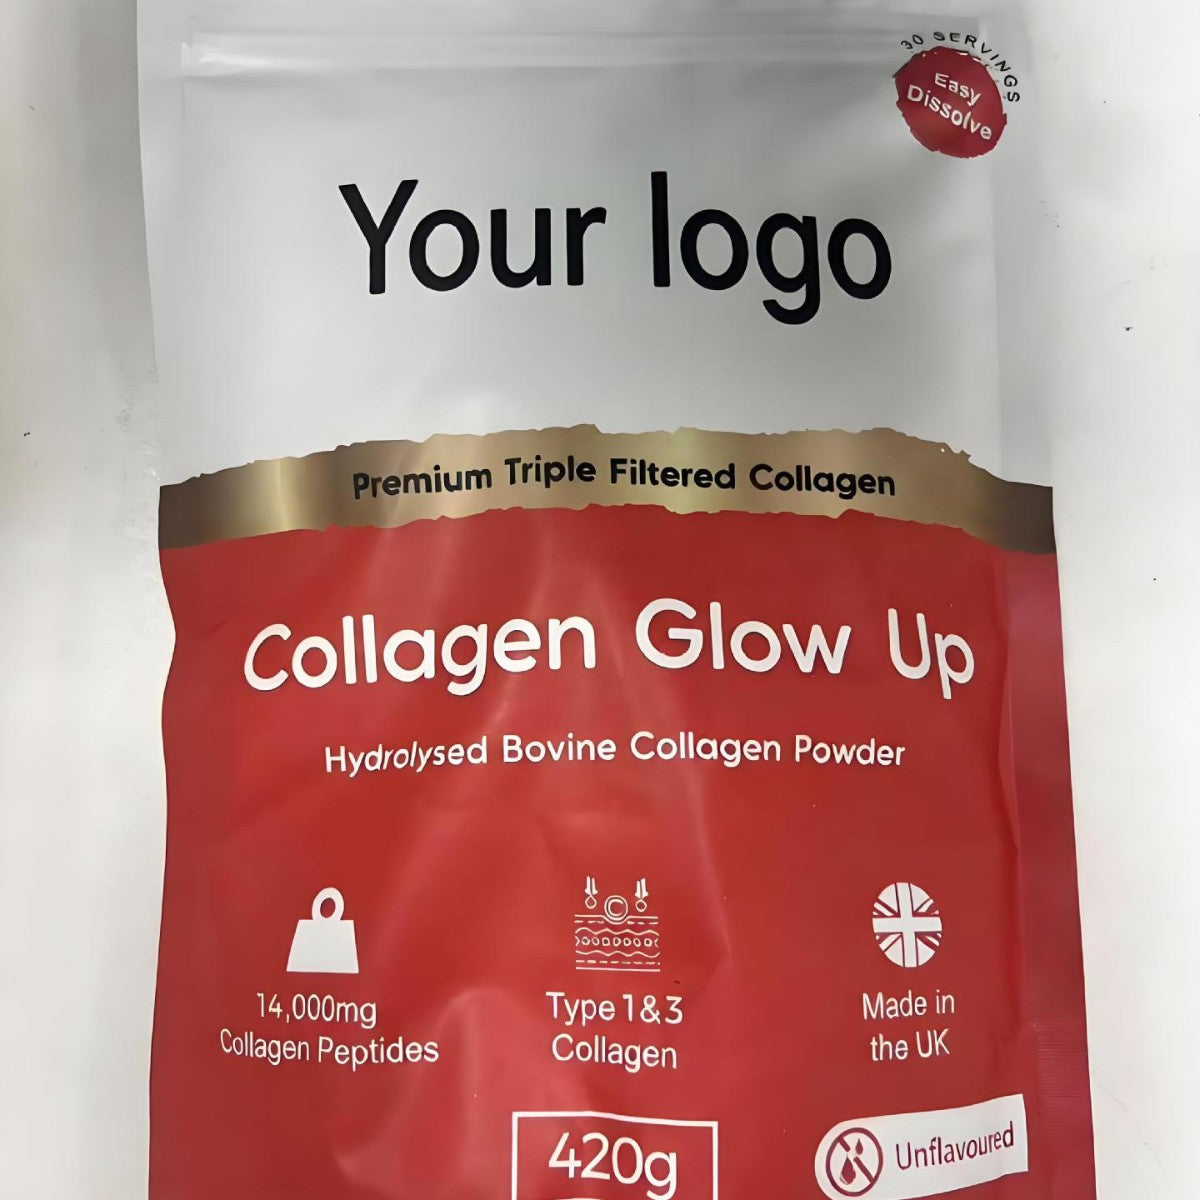 30 SERVINGS
Easy
Dissolve
Your logo
Premium Triple Filtered Collagen
Collagen Glow Up
Hydrolysed Bovine Collagen Powder
14,000mg
Collagen Peptides
Type 1&3
Collagen
Made in
the UK
420g
Unflavoured